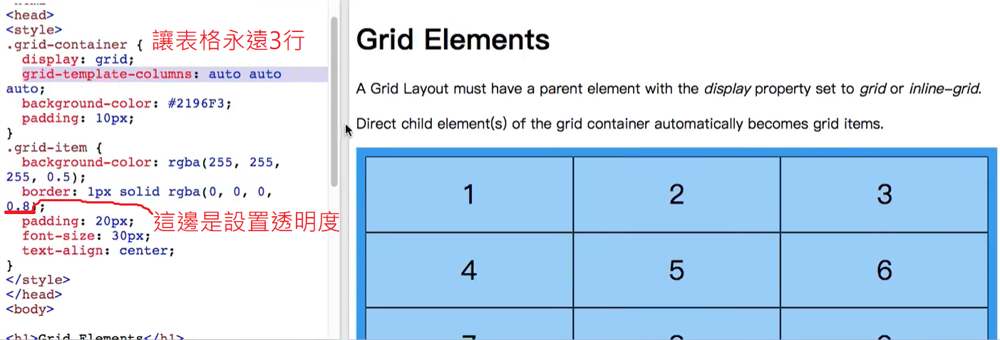 <head>
<style>
.grid-container { 讓表格永遠3行
display: grid;
grid-template-columns: auto auto
auto;
background-color: #2196F3;
padding: 10px;
}
.grid-item {
background-color: rgba(255, 255,
255, 0.5);
border: 1px solid rgba(0, 0, 0,
0.8);
padding: 20px; 這邊是設置透明度
font-size: 30px;
text-align: center;
}
</style>
</head>
<body>
<h1>Grid Elements</h1>
Grid Elements
A Grid Layout must have a parent element with the display property set to grid or inline-grid.
Direct child element(s) of the grid container automatically becomes grid items.
1 2 3
4 5 6